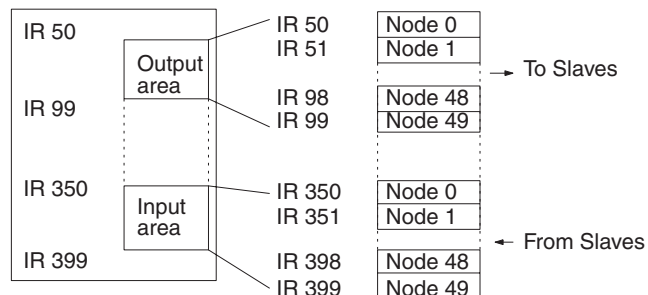 IR 50
Output
area
IR 99
IR 350
Input
area
IR 399
IR 50 Node 0
IR 51 Node 1
To Slaves
IR 98 Node 48
IR 99 Node 49
IR 350 Node 0
IR 351 Node 1
From Slaves
IR 398 Node 48
IR 399 Node 49